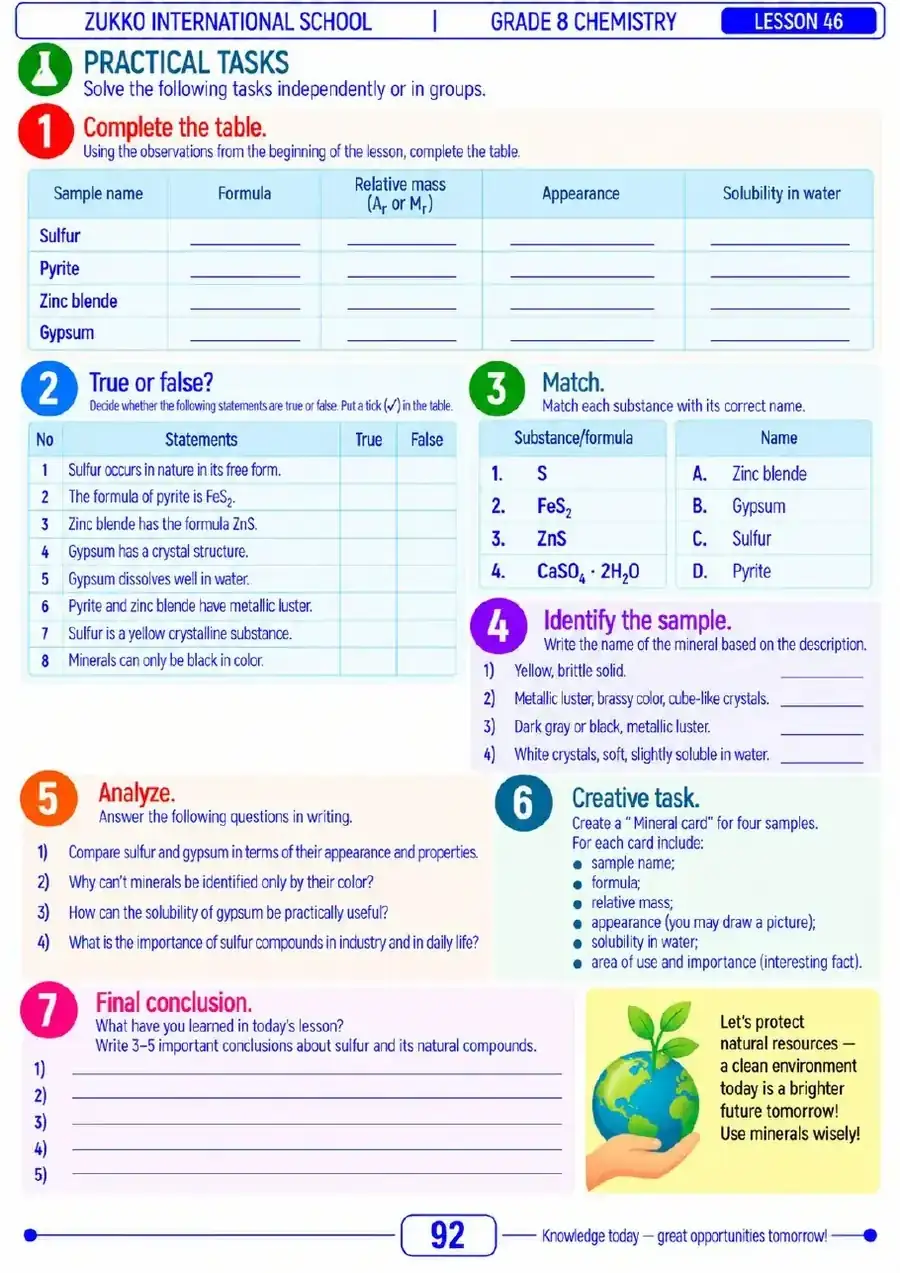 ZUKKO INTERNATIONAL SCHOOL | GRADE 8 CHEMISTRY LESSON 46
PRACTICAL TASKS
Solve the following tasks independently or in groups.
1 Complete the table.
Using the observations from the beginning of the lesson, complete the table.
Sample name Formula Relative mass (Aᵣ or Mᵣ) Appearance Solubility in water
Sulfur
Pyrite
Zinc blende
Gypsum
2 True or false?
Decide whether the following statements are true or false. Put a tick (✓) in the table.
No Statements True False
1 Sulfur occurs in nature in its free form.
2 The formula of pyrite is FeS₂.
3 Zinc blende has the formula ZnS.
4 Gypsum has a crystal structure.
5 Gypsum dissolves well in water.
6 Pyrite and zinc blende have metallic luster.
7 Sulfur is a yellow crystalline substance.
8 Minerals can only be black in color.
3 Match.
Match each substance with its correct name.
Substance/formula Name
1. S A. Zinc blende
2. FeS₂ B. Gypsum
3. ZnS C. Sulfur
4. CaSO₄ · 2H₂O D. Pyrite
4 Identify the sample.
Write the name of the mineral based on the description.
1) Yellow, brittle solid.
2) Metallic luster, brassy color, cube-like crystals.
3) Dark gray or black, metallic luster.
4) White crystals, soft, slightly soluble in water.
5 Analyze.
Answer the following questions in writing.
1) Compare sulfur and gypsum in terms of their appearance and properties.
2) Why can't minerals be identified only by their color?
3) How can the solubility of gypsum be practically useful?
4) What is the importance of sulfur compounds in industry and in daily life?
6 Creative task.
Create a " Mineral card" for four samples.
For each card include:
● sample name;
● formula;
● relative mass;
● appearance (you may draw a picture);
● solubility in water;
● area of use and importance (interesting fact).
7 Final conclusion.
What have you learned in today's lesson?
Write 3–5 important conclusions about sulfur and its natural compounds.
1)
2)
3)
4)
5)
Let's protect
natural resources —
a clean environment
today is a brighter
future tomorrow!
Use minerals wisely!
92
Knowledge today — great opportunities tomorrow!